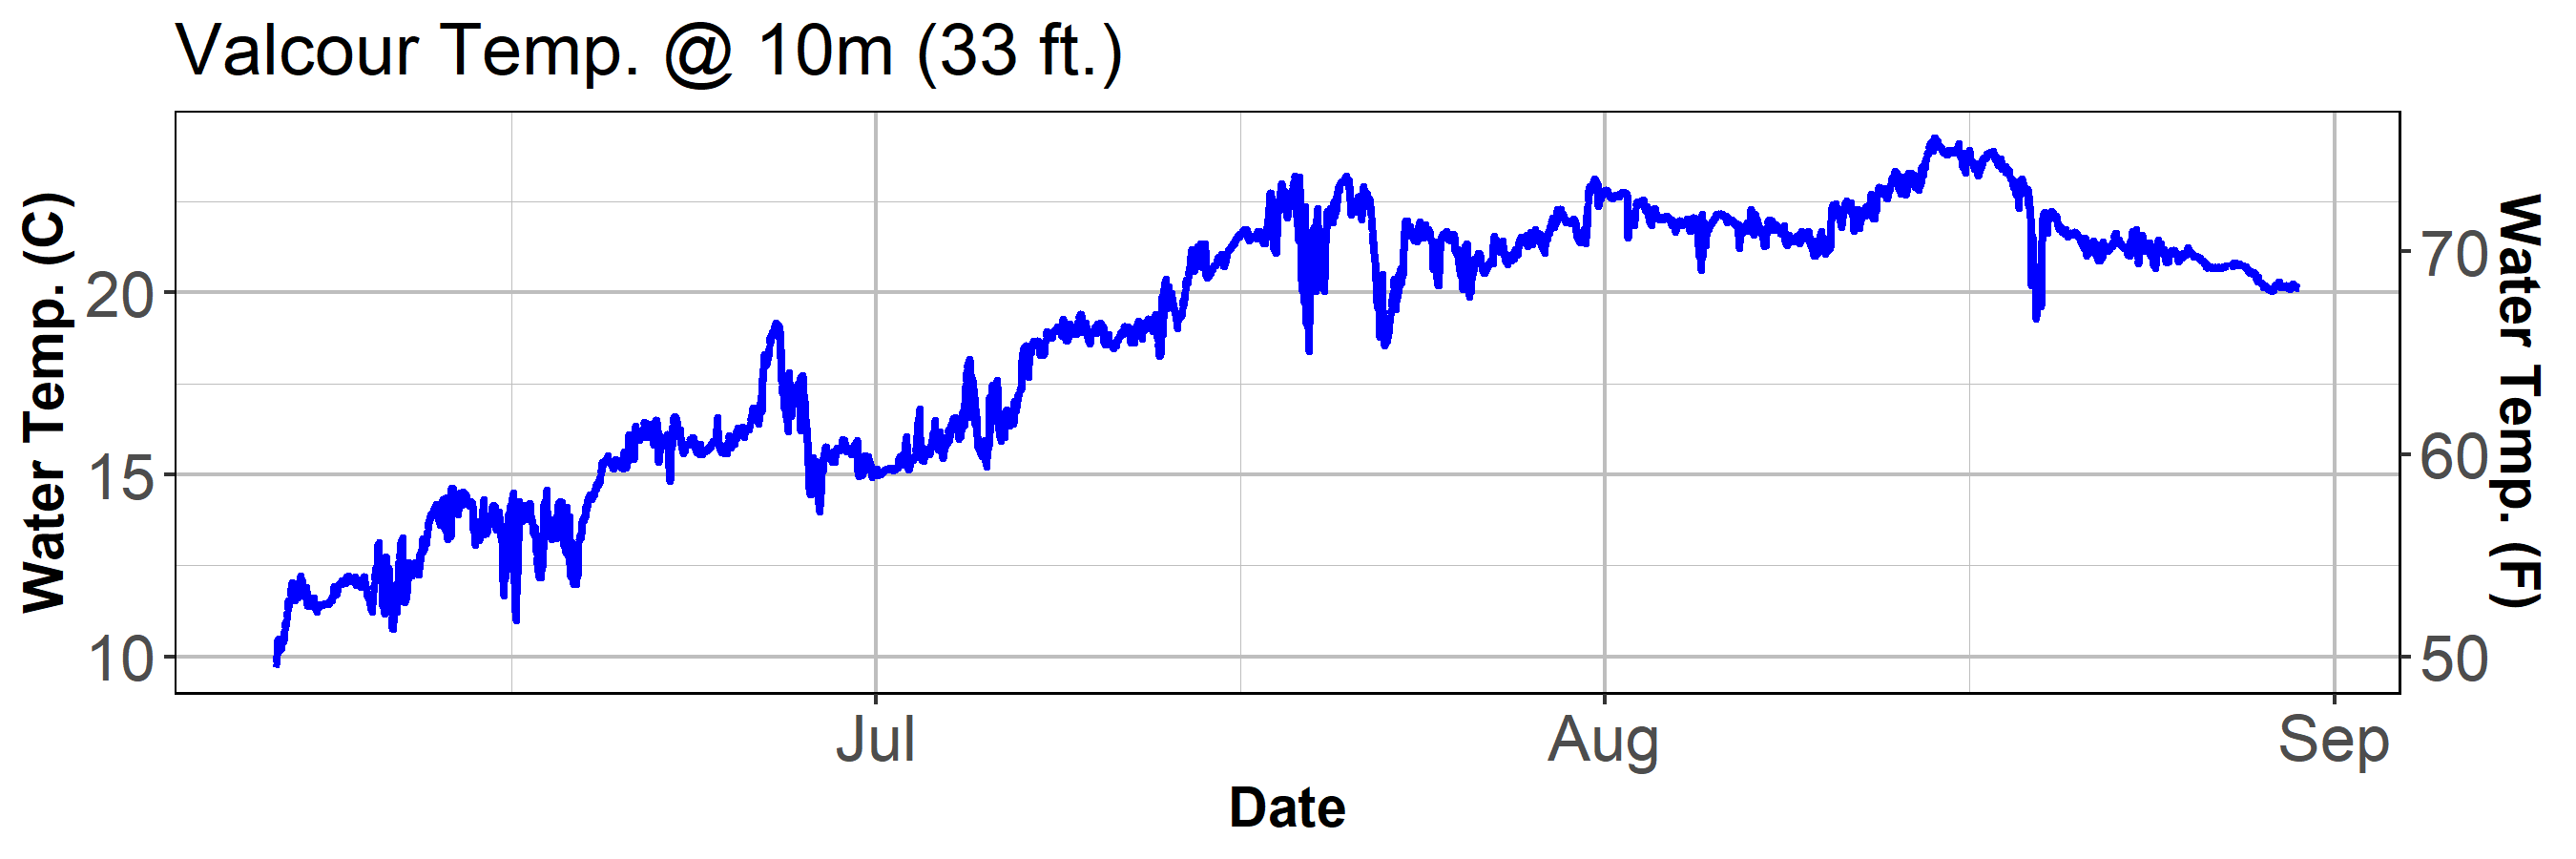 Valcour Temp. @ 10m (33 ft.)
Water Temp. (C)
20
15
10
70
60
50
Water Temp. (F)
Jul
Aug
Sep
Date